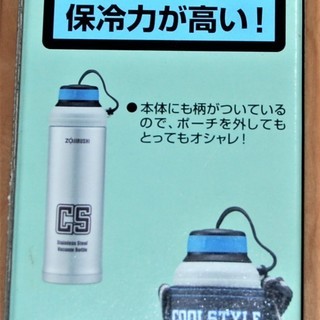 保冷力が高い!
●本体にも柄がついている
ので、ポーチを外しても
とってもオシャレ!
ZOJIRUSHI
CS
Stainless Steel
Vacuum Bottle
COOL STYLE